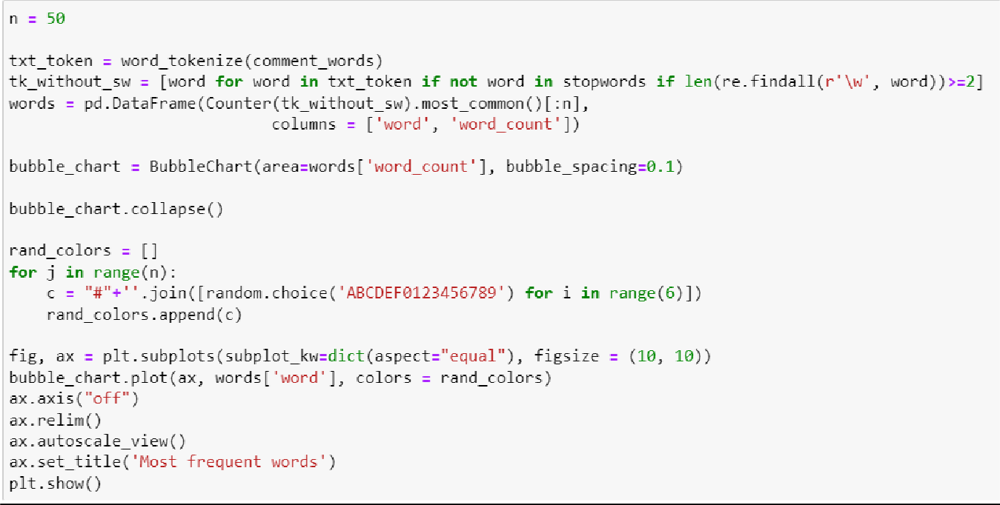 n = 50
txt_token = word_tokenize(comment_words)
tk_without_sw = [word for word in txt_token if not word in stopwords if len(re.findall(r'\w', word))>=2]
words = pd.DataFrame(Counter(tk_without_sw).most_common()[:n],
                     columns = ['word', 'word_count'])
bubble_chart = BubbleChart(area=words['word_count'], bubble_spacing=0.1)
bubble_chart.collapse()
rand_colors = []
for j in range(n):
    c = "#"+''.join([random.choice('ABCDEF0123456789') for i in range(6)])
    rand_colors.append(c)
fig, ax = plt.subplots(subplot_kw=dict(aspect="equal"), figsize = (10, 10))
bubble_chart.plot(ax, words['word'], colors = rand_colors)
ax.axis("off")
ax.relim()
ax.autoscale_view()
ax.set_title('Most frequent words')
plt.show()